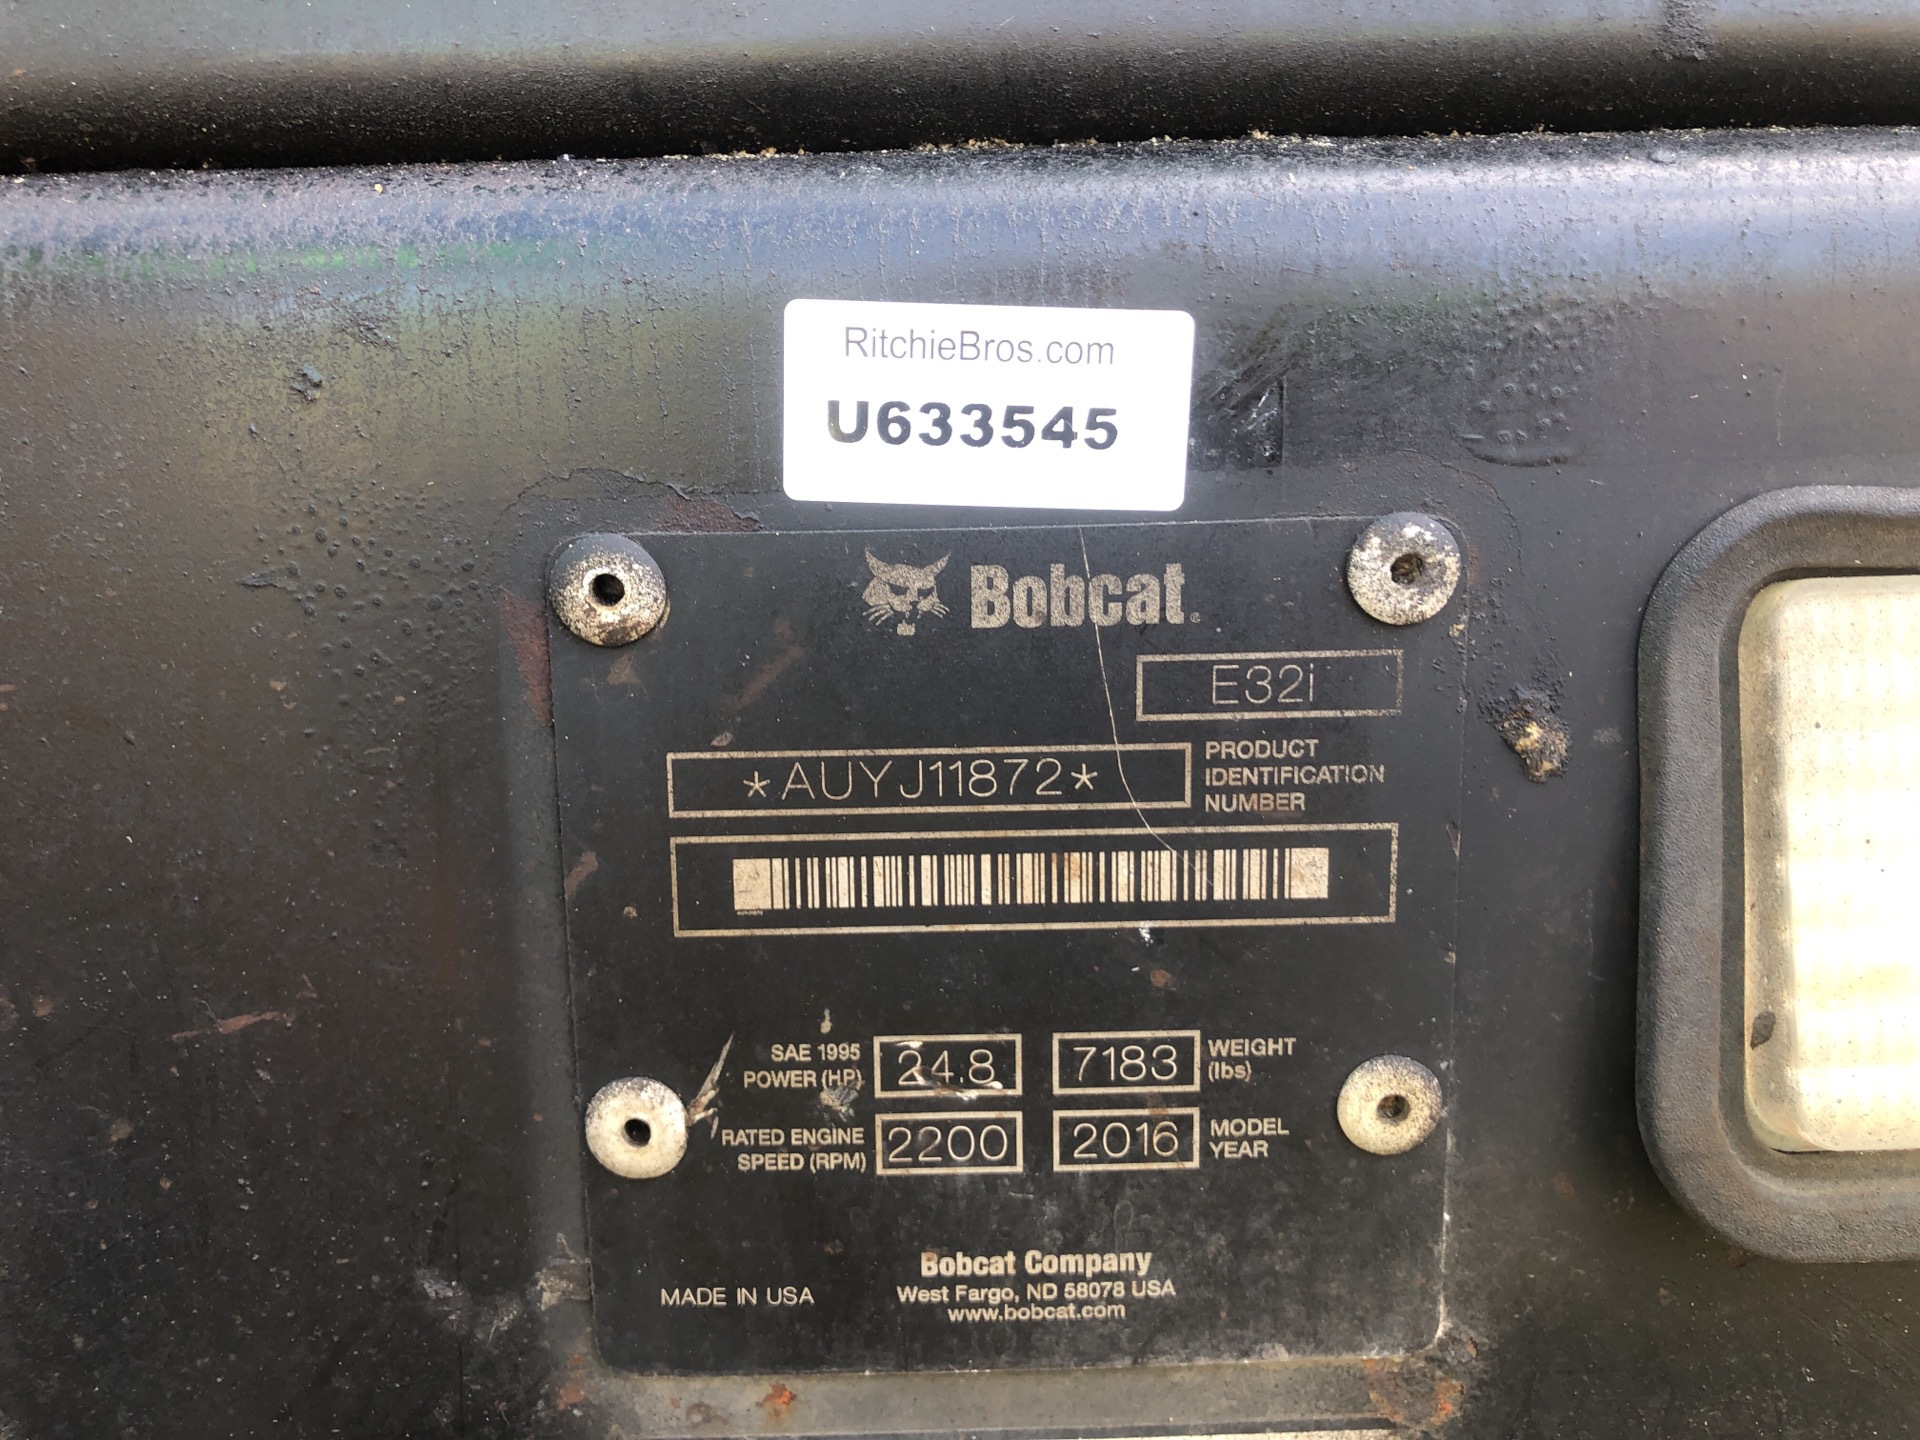 RitchieBros.com
U633545
Bobcat.
E32i
*AUYJ11872*
PRODUCT
IDENTIFICATION
NUMBER
SAE 1995
POWER (HP)
24.8
7183
WEIGHT
(lbs)
RATED ENGINE
SPEED (RPM)
2200
2016
MODEL
YEAR
MADE IN USA
Bobcat Company
West Fargo, ND 58078 USA
www.bobcat.com